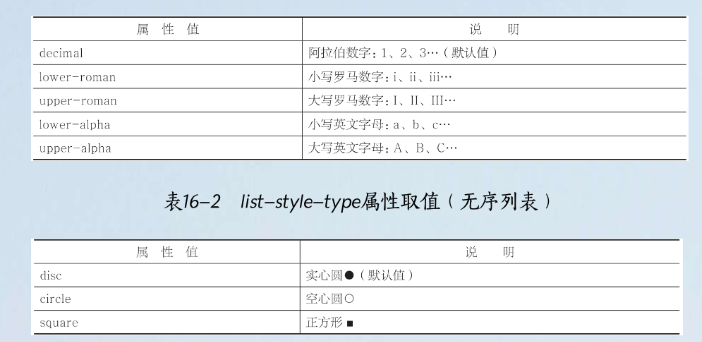 属 性 值 说 明
decimal 阿拉伯数字：1、2、3…（默认值）
lower-roman 小写罗马数字：i、ii、iii…
upper-roman 大写罗马数字：I、II、III…
lower-alpha 小写英文字母：a、b、c…
upper-alpha 大写英文字母：A、B、C…
表16-2 list-style-type属性取值（无序列表）
属 性 值 说 明
disc 实心圆●（默认值）
circle 空心圆○
square 正方形■